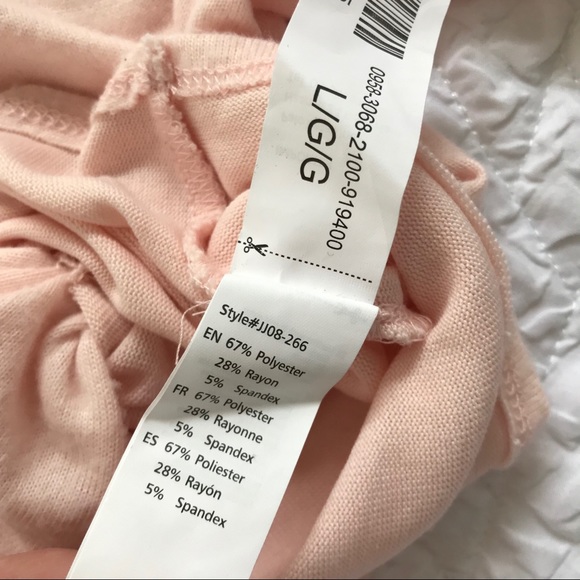 0958-3068-2100-919400
L/G/G
Style#JJ08-266
EN 67% Polyester
28% Rayon
5% Spandex
FR 67% Polyester
28% Rayonne
5% Spandex
ES 67% Poliester
28% Rayón
5% Spandex